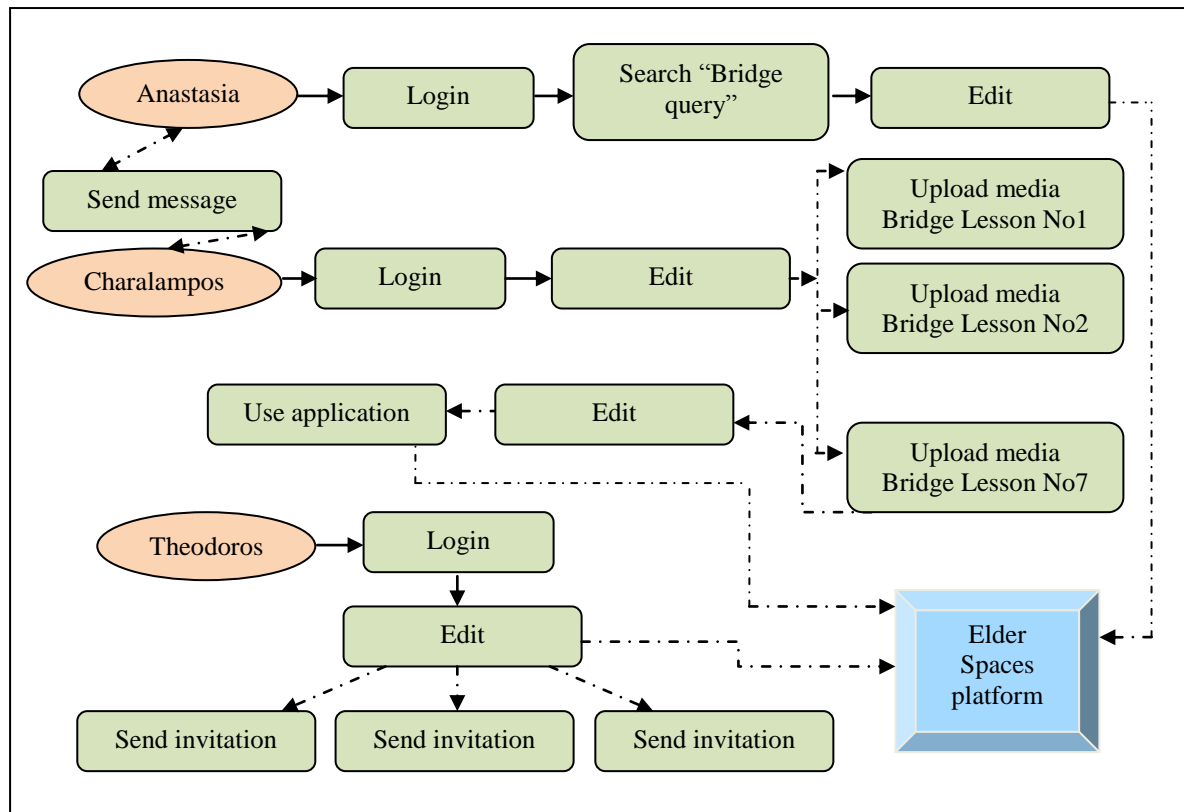 Anastasia
Login
Search “Bridge
query”
Edit
Send message
Upload media
Bridge Lesson No1
Charalampos
Login
Edit
Upload media
Bridge Lesson No2
Use application
Edit
Upload media
Bridge Lesson No7
Theodoros
Login
Edit
Elder
Spaces
platform
Send invitation
Send invitation
Send invitation